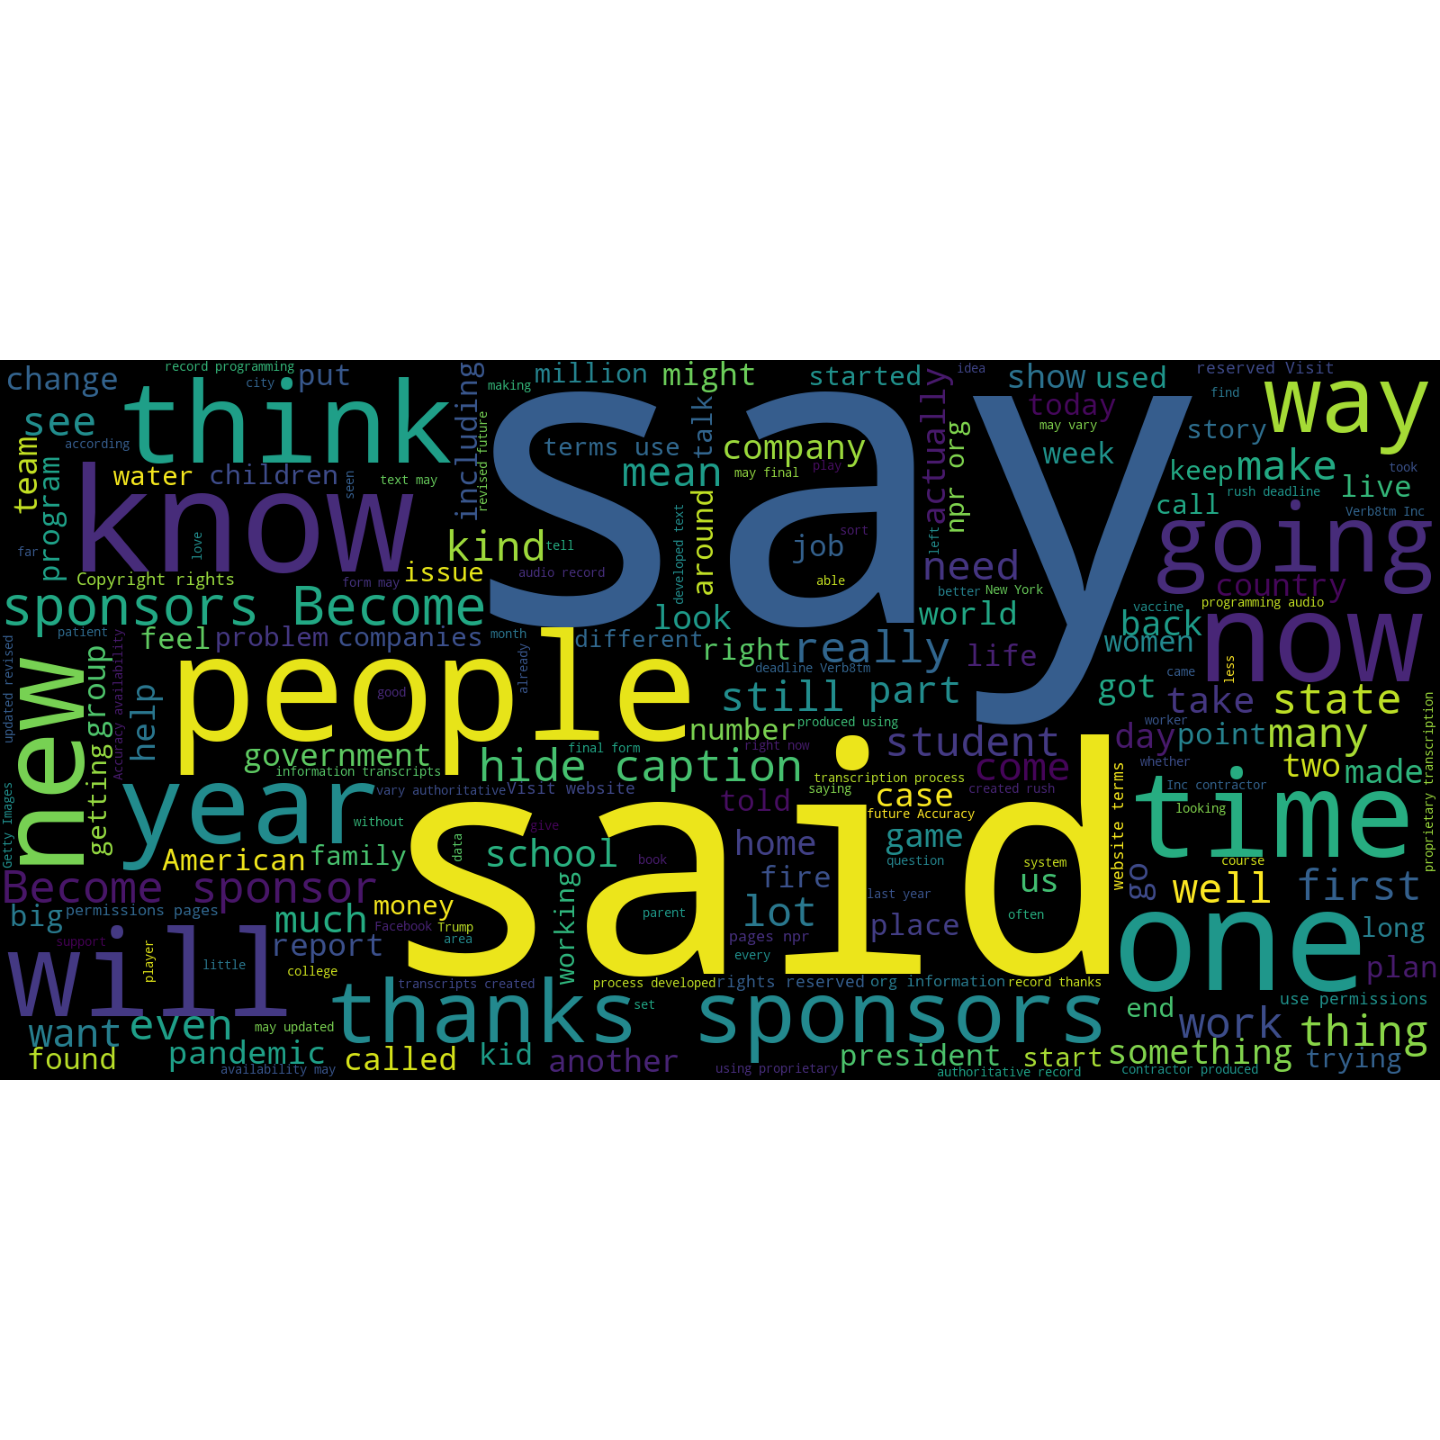 record programming
change
city
put
think
see
according
team
water
children
seen
text may
program
know
far
love
Copyright rights
form may
issue
sponsors Become
including
revised future
making
million
might
say
terms use
talk
mean
company
may final
play
kind
tell
audio record
developed text
around
job
sort
able
look
started
actually
idea
npr org
left
need
better
New York
world
show
used
today
may vary
week
reserved Visit
find
way
story
keep
make
took
call
rush deadline
live
Verb8tm Inc
going
country
vaccine
programming audio
back
women
now
updated revised
patient
feel
problem
companies
month
different
right
really
life
deadline Verb8tm
already
Accuracy availability
group
new
help
people
good
still
part
got
take
state
came
less
worker
number
produced using
student
day
point
many
government
final form
right now
come
whether
two
made
proprietary transcription
information transcripts
hide caption
transcription process
Inc contractor
Getty Images
getting
year
vary authoritative
Visit website
told
saying
case
created rush
time
looking
without
said
give
future Accuracy
website terms
American
family
data
school
book
home
game
question
system
course
Become sponsor
fire
us
go
well
first
big
permissions pages
much
money
working
parent
lot
last year
often
one
long
support
will
player
report
Facebook
Trump
area
pages npr
place
every
plan
little
college
transcripts created
process developed
rights reserved
org information
record thanks
use permissions
want
even
may updated
thanks sponsors
set
end
work
thing
found
pandemic
availability may
called
kid
another
using proprietary
president
authoritative record
start
something
contractor produced
trying